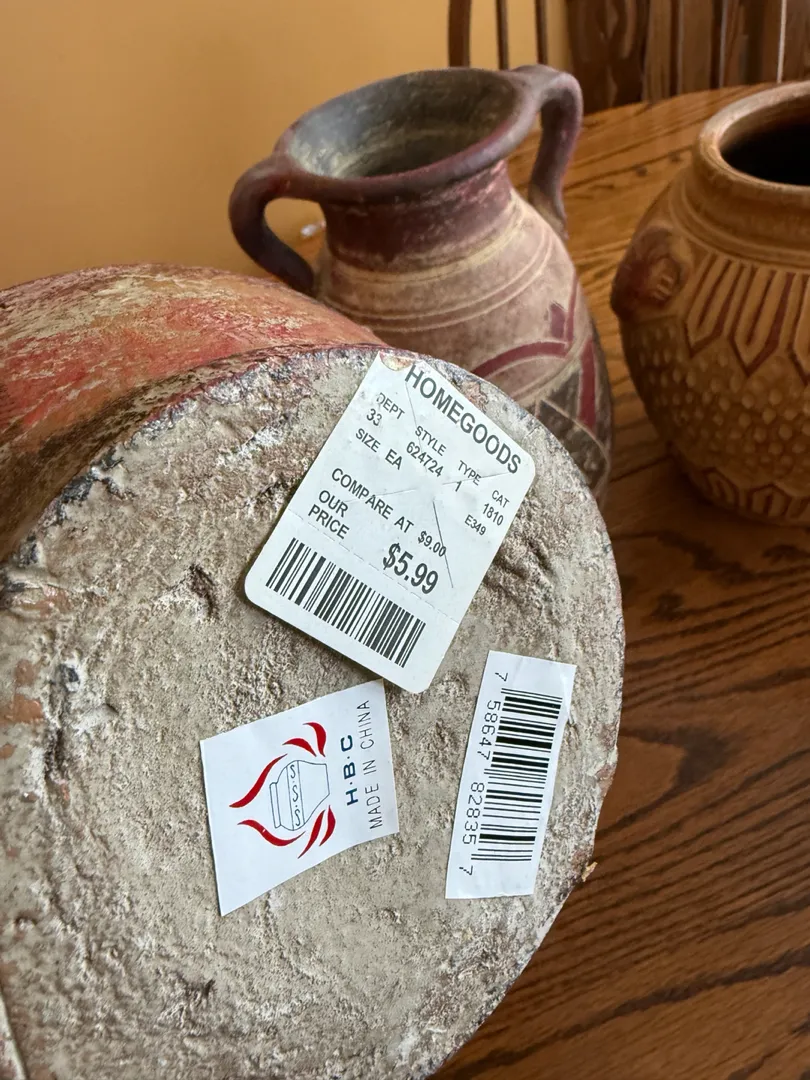 HOMEGOODS
DEPT STYLE TYPE CAT
33 624724 1 1810
SIZE EA E349
COMPARE AT $9.00
OUR
PRICE $5.99
S.S.S
H·B·C
MADE IN CHINA
7 58647 82835 7